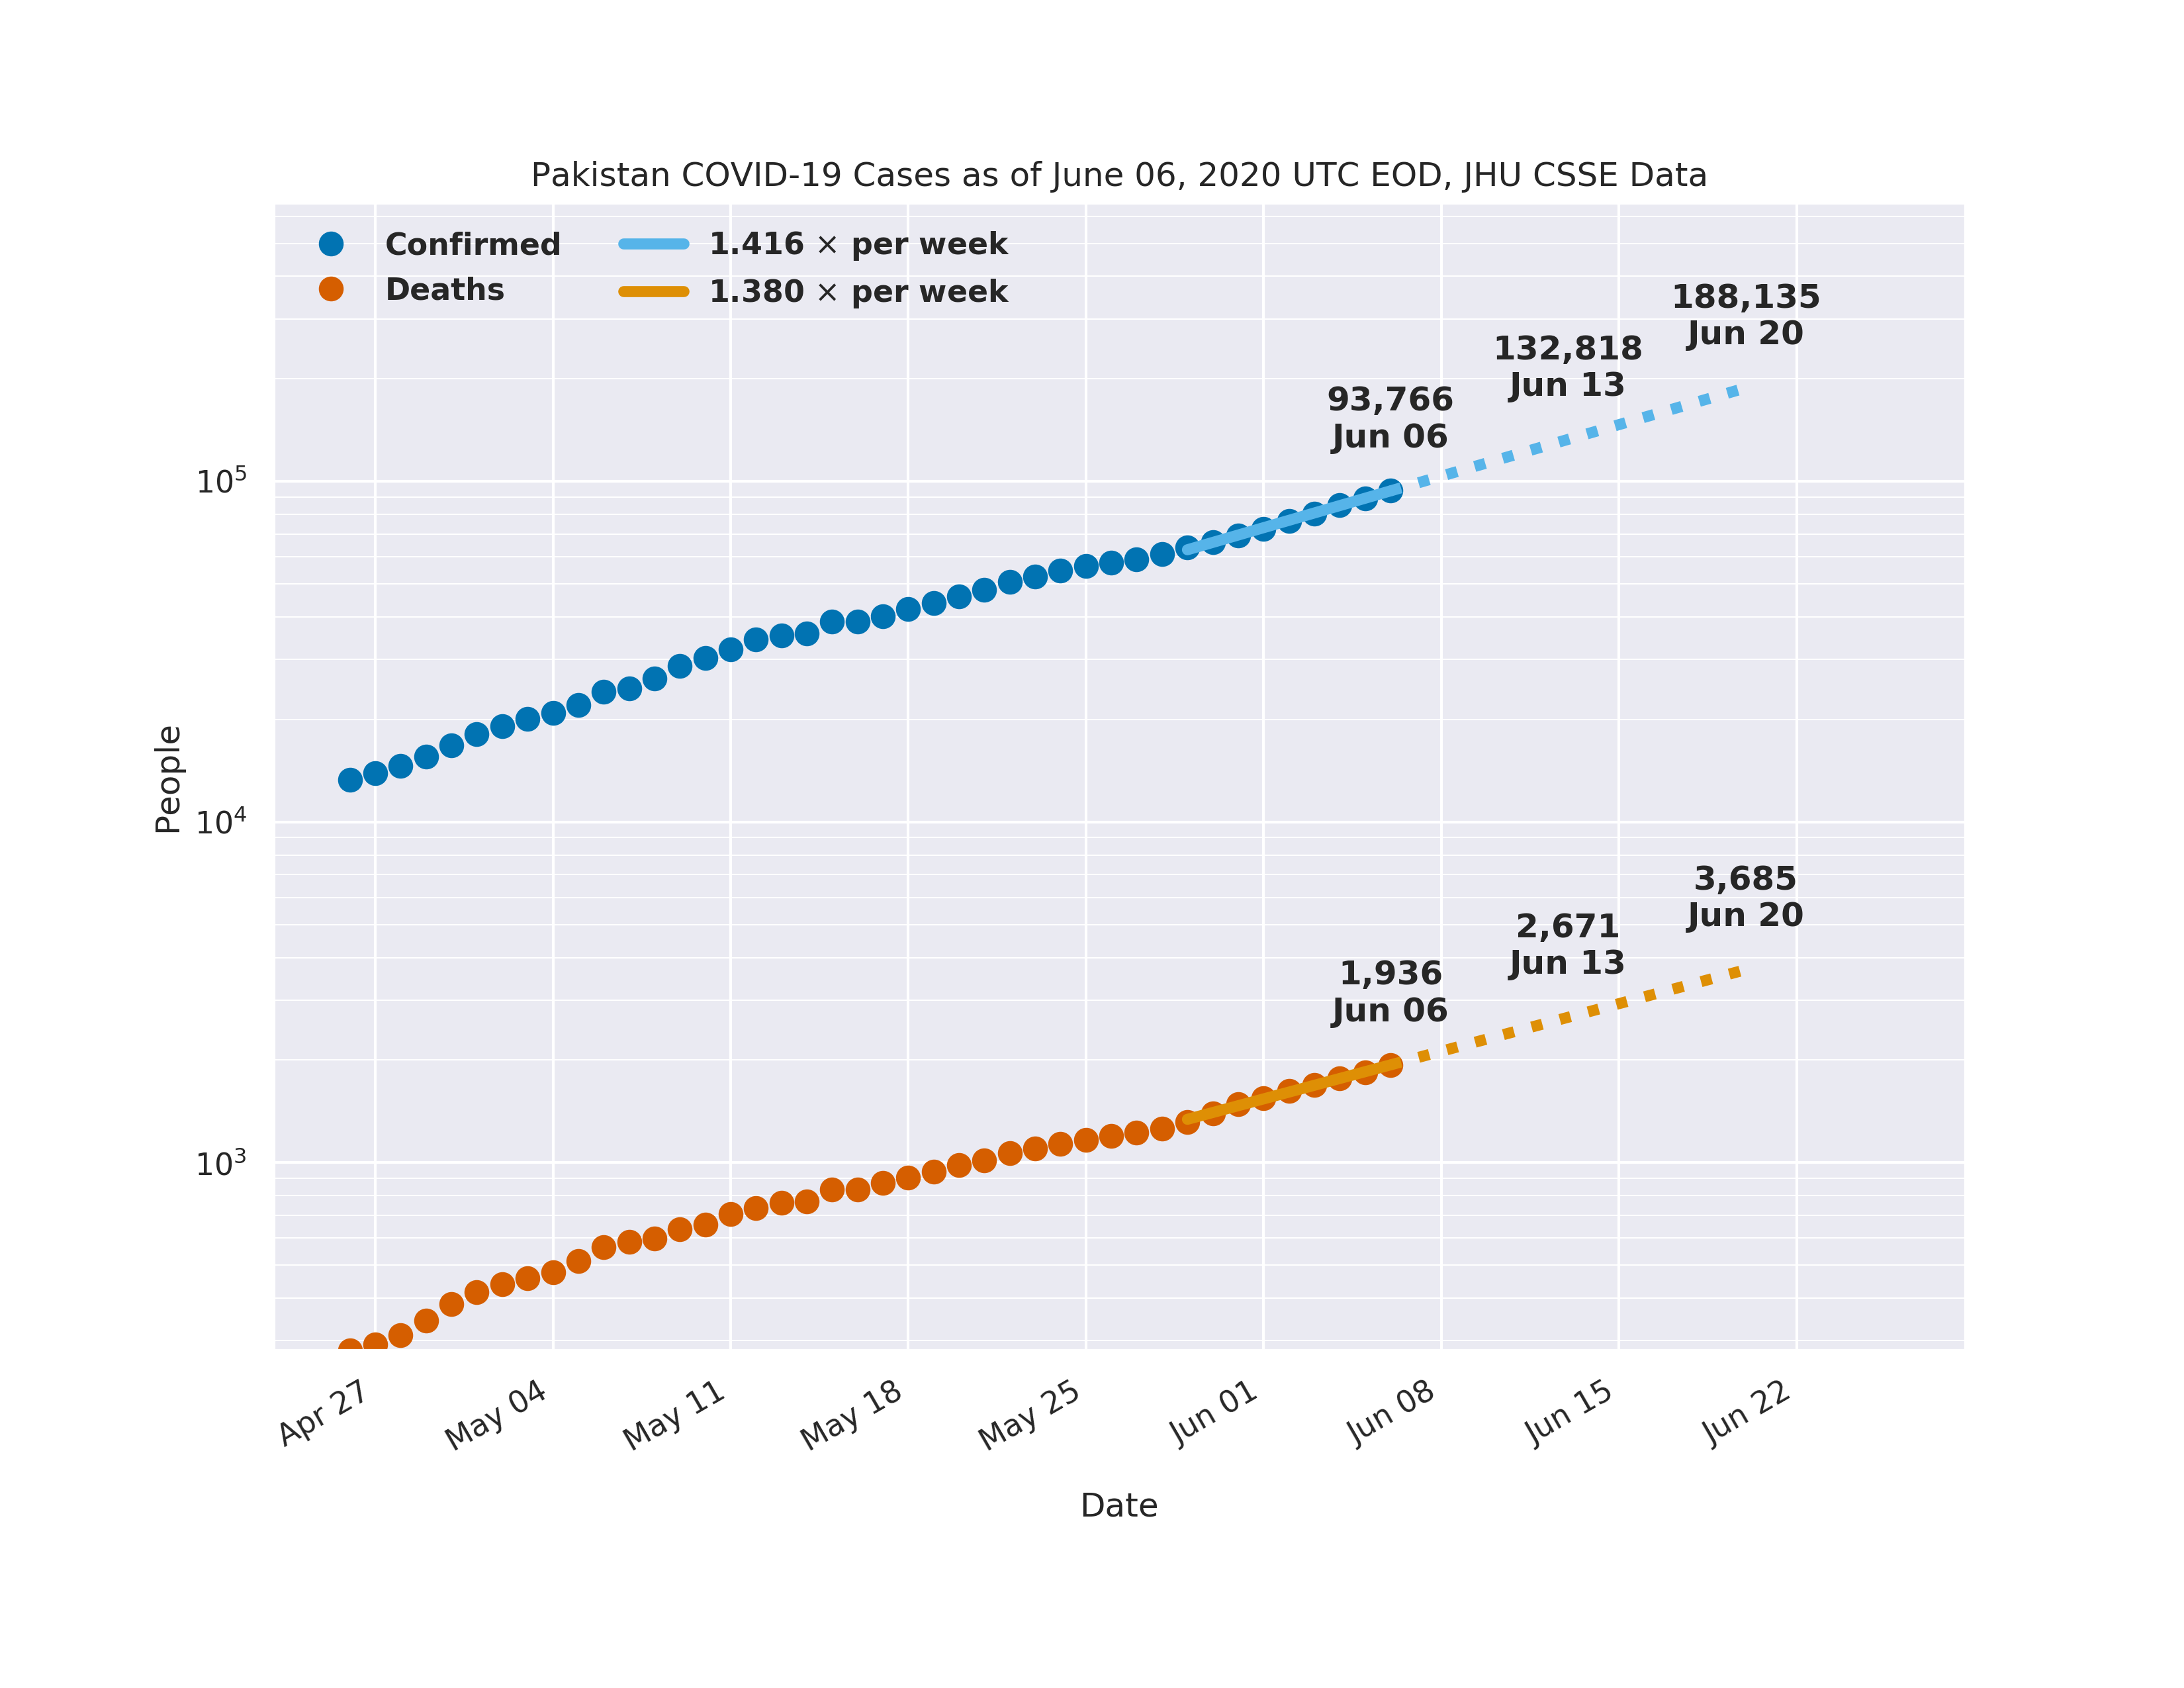 Pakistan COVID-19 Cases as of June 06, 2020 UTC EOD, JHU CSSE Data
Confirmed
Deaths
1.416 × per week
1.380 × per week
188,135
Jun 20
132,818
Jun 13
93,766
Jun 06
3,685
Jun 20
2,671
Jun 13
1,936
Jun 06
10⁵
10⁴
10³
People
Apr 27
May 04
May 11
May 18
May 25
Jun 01
Jun 08
Jun 15
Jun 22
Date